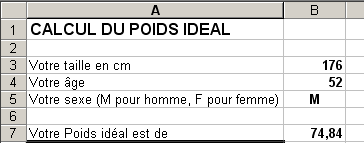 A B
1 CALCUL DU POIDS IDEAL
2
3 Votre taille en cm 176
4 Votre âge 52
5 Votre sexe (M pour homme, F pour femme) M
6
7 Votre Poids idéal est de 74,84